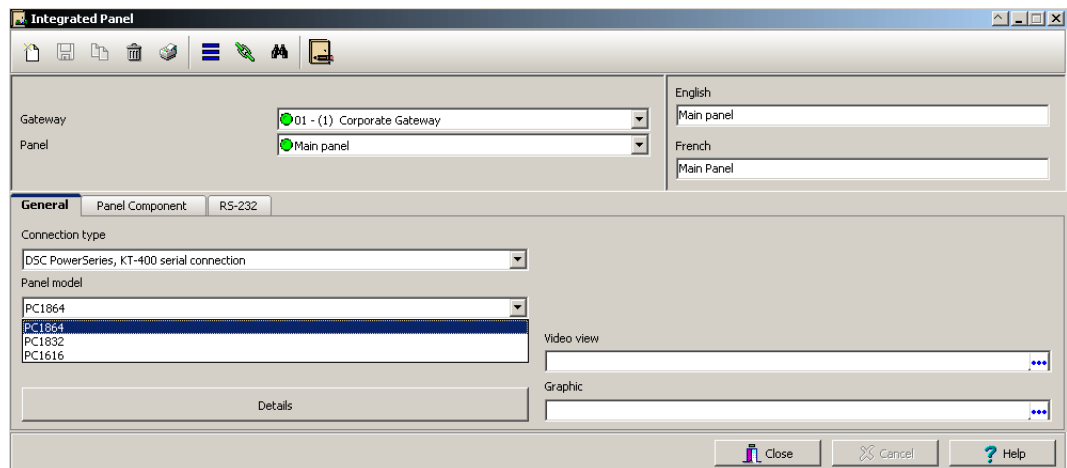 Integrated Panel
Gateway
01 - (1) Corporate Gateway
Panel
Main panel
English
Main panel
French
Main Panel
General
Panel Component
RS-232
Connection type
DSC PowerSeries, KT-400 serial connection
Panel model
PC1864
PC1864
PC1832
PC1616
Video view
Graphic
Details
Close
Cancel
Help